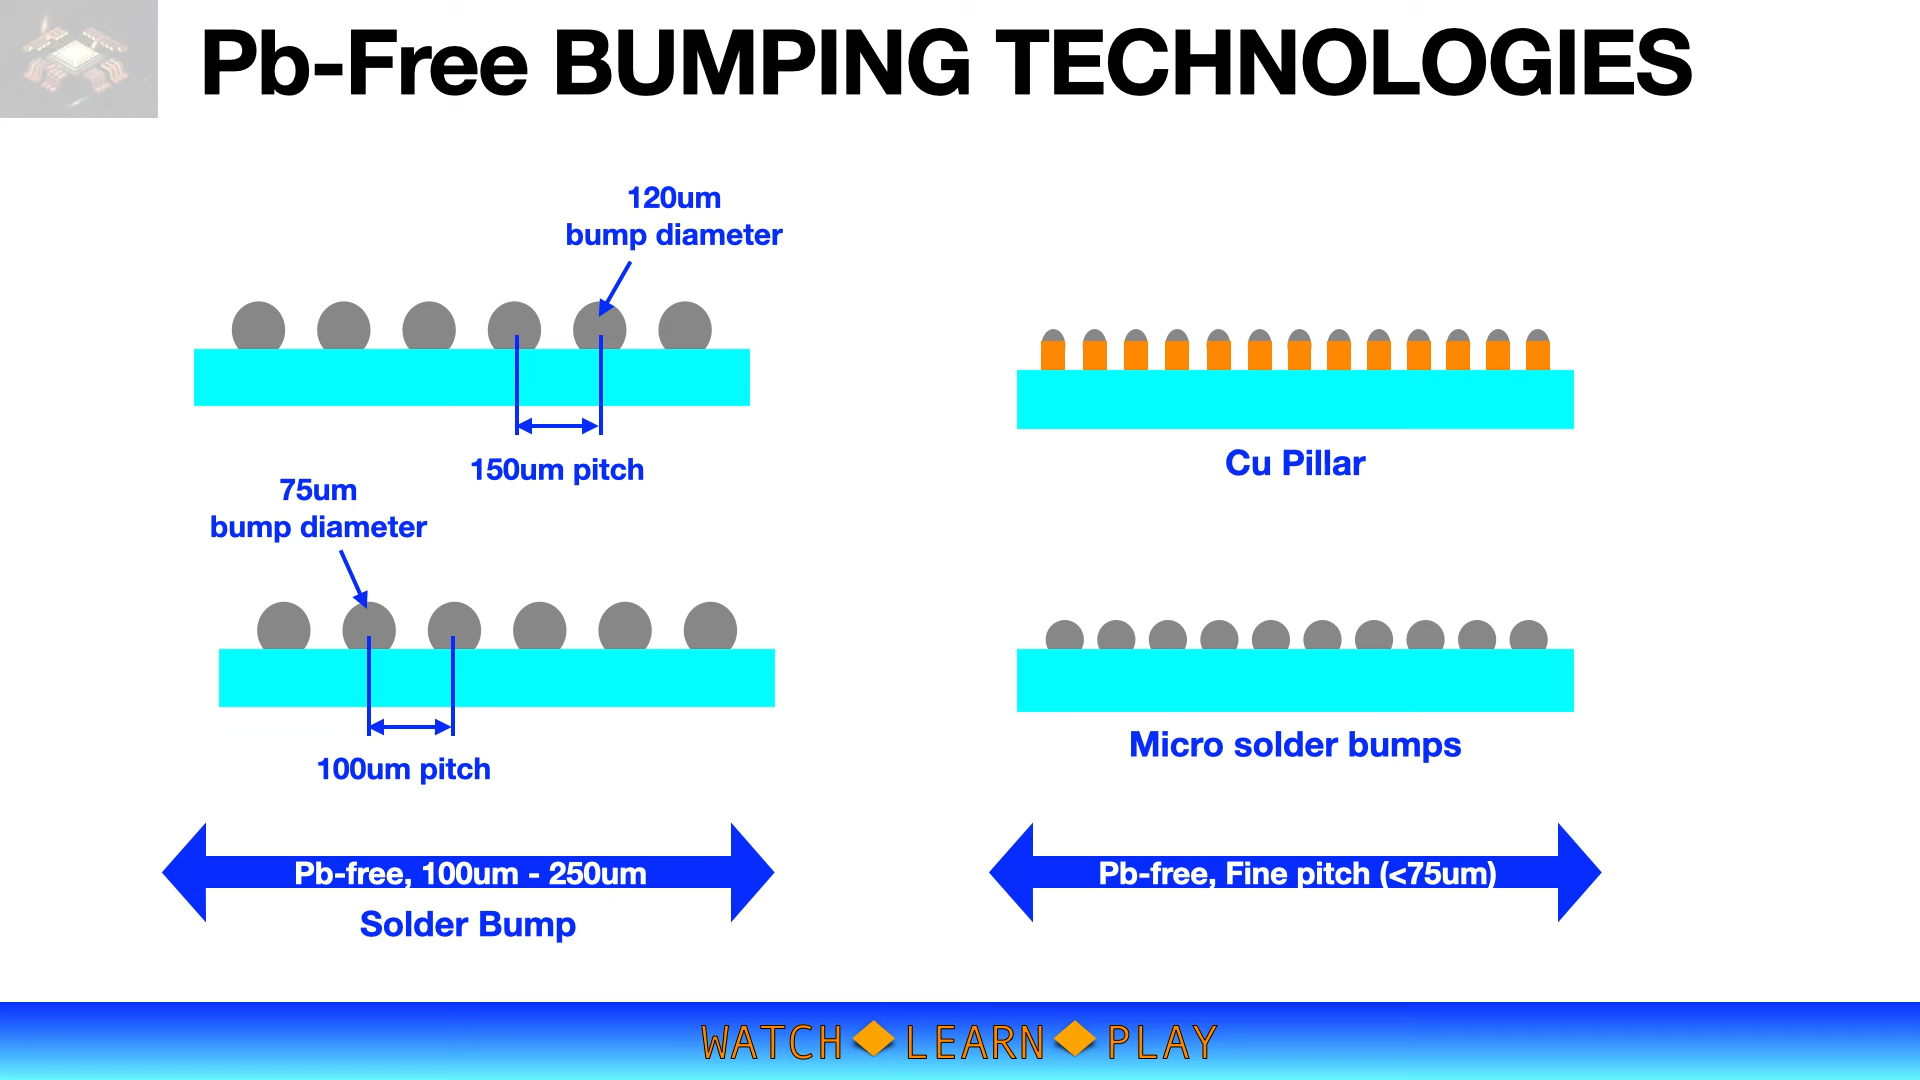 Pb-Free BUMPING TECHNOLOGIES
120um
bump diameter
150um pitch
75um
bump diameter
100um pitch
Pb-free, 100um - 250um
Solder Bump
Cu Pillar
Micro solder bumps
Pb-free, Fine pitch (<75um)
WATCH LEARN PLAY